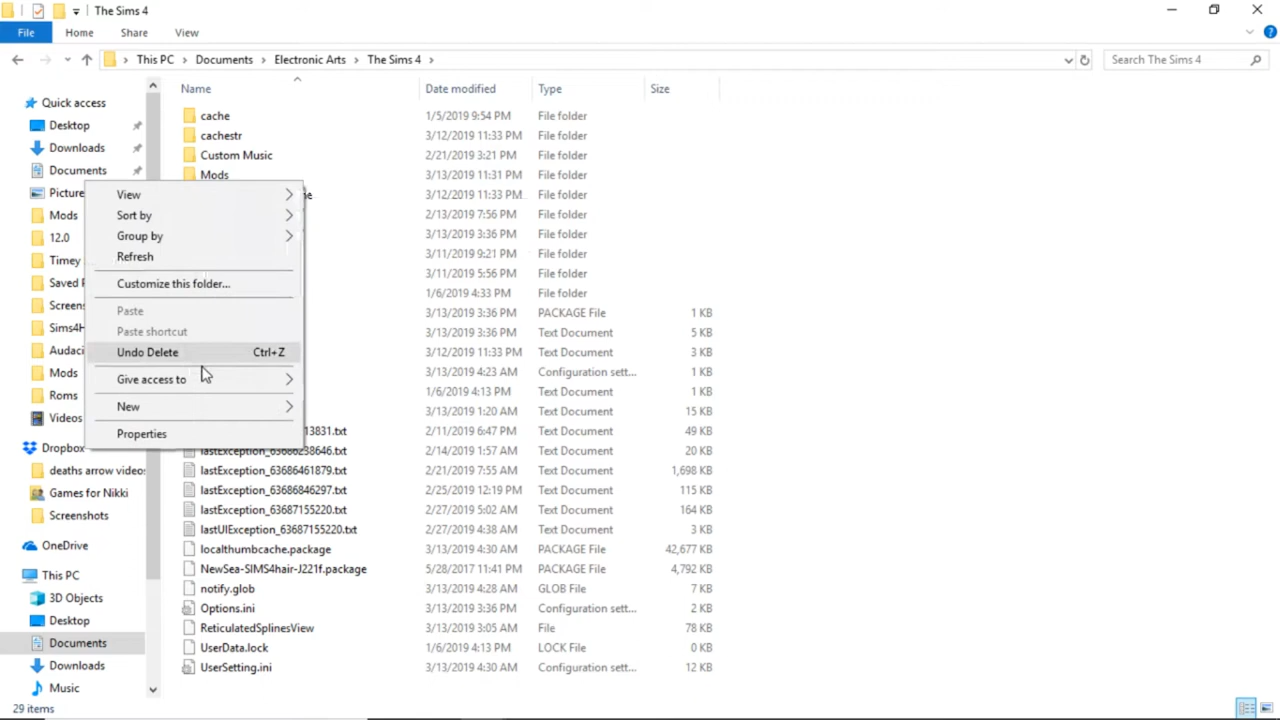 The Sims 4
File Home Share View
This PC Documents Electronic Arts The Sims 4
Search The Sims 4
Name Date modified Type Size
Quick access
Desktop
Downloads
Documents
Picture
Mods
12.0
Timey
Saved
Screens
Sims4H
Audaci
Mods
Roms
Videos
Dropbox
deaths arrow video
Games for Nikki
Screenshots
OneDrive
This PC
3D Objects
Desktop
Documents
Downloads
Music
View
Sort by
Group by
Refresh
Customize this folder...
Paste
Paste shortcut
Undo Delete Ctrl+Z
Give access to
New
Properties
cache 1/5/2019 9:54 PM File folder
cachestr 3/12/2019 11:33 PM File folder
Custom Music 2/21/2019 3:21 PM File folder
Mods 3/13/2019 11:31 PM File folder
ne 3/12/2019 11:33 PM File folder
2/13/2019 7:56 PM File folder
3/13/2019 3:36 PM File folder
3/11/2019 9:21 PM File folder
3/11/2019 5:56 PM File folder
1/6/2019 4:33 PM File folder
3/13/2019 3:36 PM PACKAGE File 1 KB
3/13/2019 3:36 PM Text Document 5 KB
3/12/2019 11:33 PM Text Document 3 KB
3/13/2019 4:23 AM Configuration sett... 1 KB
1/6/2019 4:13 PM Text Document 1 KB
3/13/2019 1:20 AM Text Document 15 KB
13831.txt 2/11/2019 6:47 PM Text Document 49 KB
lastException_63686238646.txt 2/14/2019 1:57 AM Text Document 20 KB
lastException_63686461879.txt 2/21/2019 7:55 AM Text Document 1,698 KB
lastException_63686846297.txt 2/25/2019 12:19 PM Text Document 115 KB
lastException_63687155220.txt 2/27/2019 5:02 AM Text Document 164 KB
lastUIException_63687155220.txt 2/27/2019 4:38 AM Text Document 3 KB
localthumbcache.package 3/13/2019 4:30 AM PACKAGE File 42,677 KB
NewSea-SIMS4hair-J221f.package 5/28/2017 11:41 PM PACKAGE File 4,792 KB
notify.glob 3/13/2019 4:28 AM GLOB File 7 KB
Options.ini 3/13/2019 3:36 PM Configuration sett... 2 KB
ReticulatedSplinesView 3/13/2019 3:05 AM File 78 KB
UserData.lock 1/6/2019 4:13 PM LOCK File 0 KB
UserSetting.ini 3/13/2019 4:30 AM Configuration sett... 12 KB
29 items